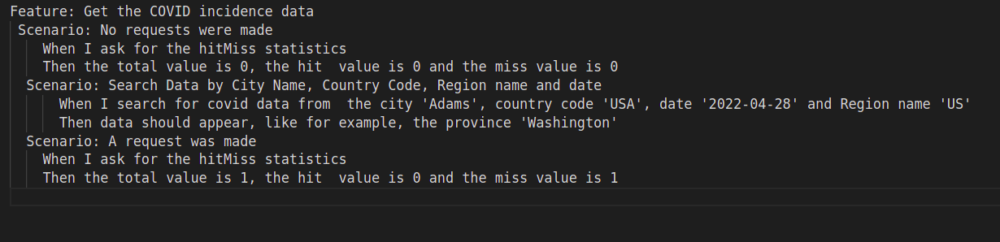 Feature: Get the COVID incidence data
Scenario: No requests were made
When I ask for the hitMiss statistics
Then the total value is 0, the hit  value is 0 and the miss value is 0
Scenario: Search Data by City Name, Country Code, Region name and date
When I search for covid data from  the city 'Adams', country code 'USA', date '2022-04-28' and Region name 'US'
Then data should appear, like for example, the province 'Washington'
Scenario: A request was made
When I ask for the hitMiss statistics
Then the total value is 1, the hit  value is 0 and the miss value is 1